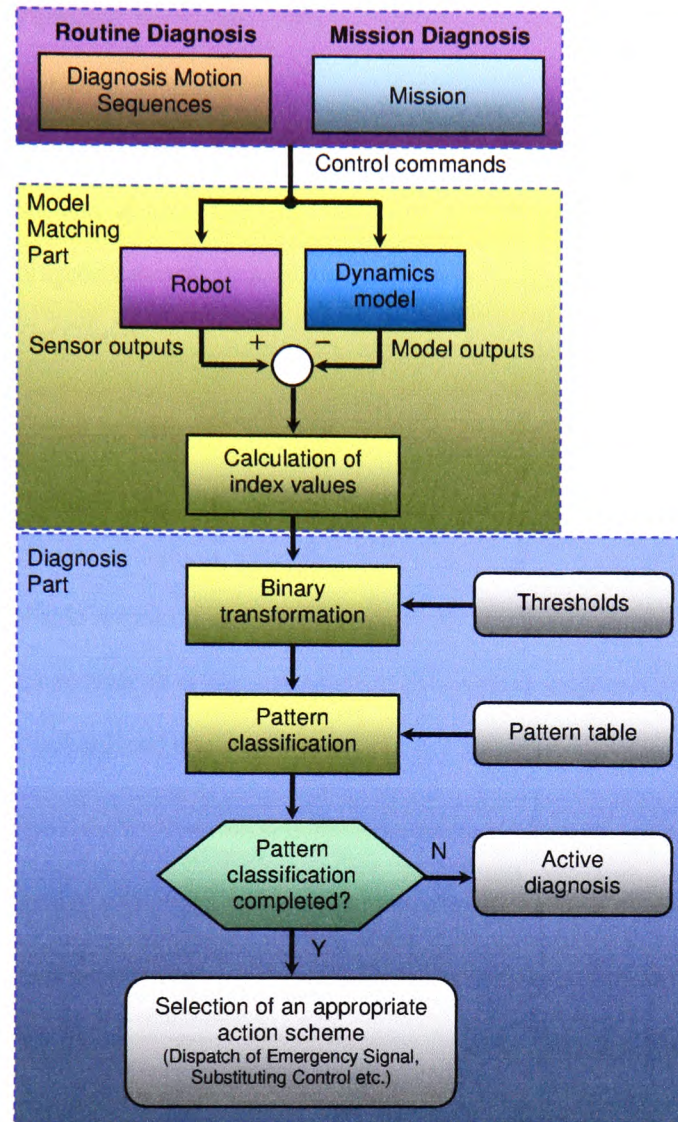 Routine Diagnosis
Mission Diagnosis
Diagnosis Motion
Sequences
Mission
Control commands
Model
Matching
Part
Robot
Dynamics
model
Sensor outputs
+
−
Model outputs
Calculation of
index values
Diagnosis
Part
Binary
transformation
Thresholds
Pattern
classification
Pattern table
Pattern
classification
completed?
N
Active
diagnosis
Y
Selection of an appropriate
action scheme
(Dispatch of Emergency Signal,
Substituting Control etc.)